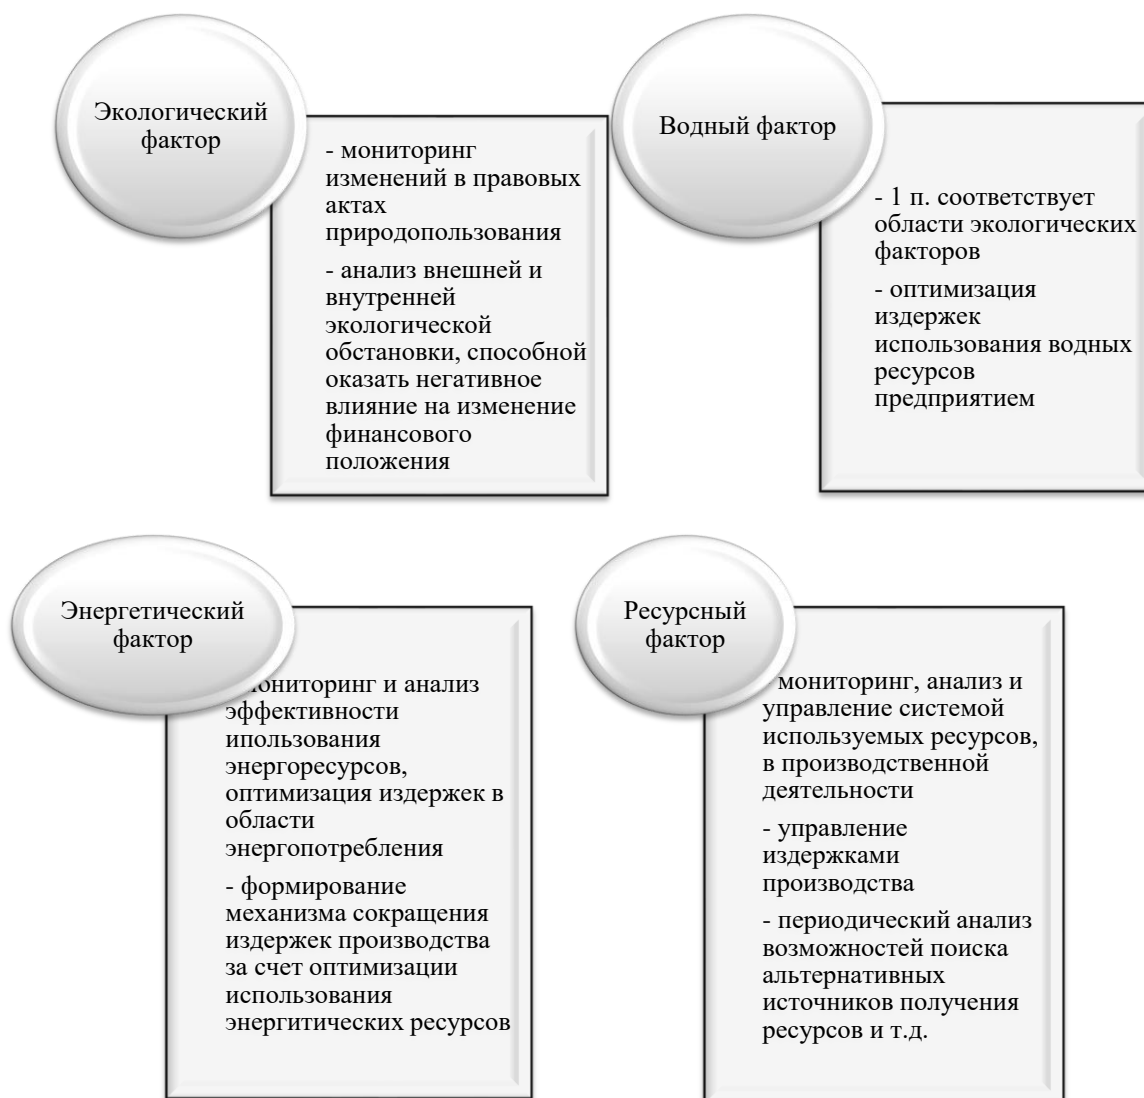 Экологический
фактор
- мониторинг
изменений в правовых
актах
природопользования
- анализ внешней и
внутренней
экологической
обстановки, способной
оказать негативное
влияние на изменение
финансового
положения
Водный фактор
- 1 п. соответствует
области экологических
факторов
- оптимизация
издержек
использования водных
ресурсов
предприятием
Энергетический
фактор
мониторинг и анализ
эффективности
ипользования
энергоресурсов,
оптимизация издержек в
области
энергопотребления
- формирование
механизма сокращения
издержек производства
за счет оптимизации
использования
энергитических ресурсов
Ресурсный
фактор
- мониторинг, анализ и
управление системой
используемых ресурсов,
в производственной
деятельности
- управление
издержками
производства
- периодический анализ
возможностей поиска
альтернативных
источников получения
ресурсов и т.д.